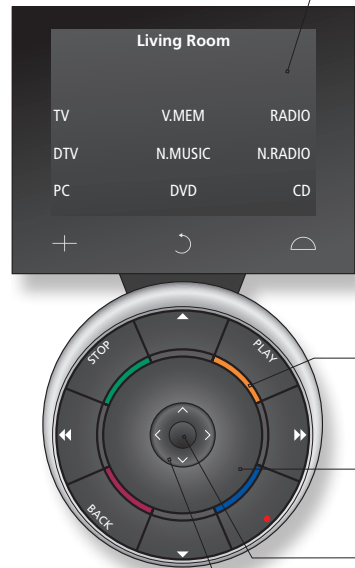 Living Room
TV V.MEM RADIO
DTV N.MUSIC N.RADIO
PC DVD CD
STOP PLAY
BACK